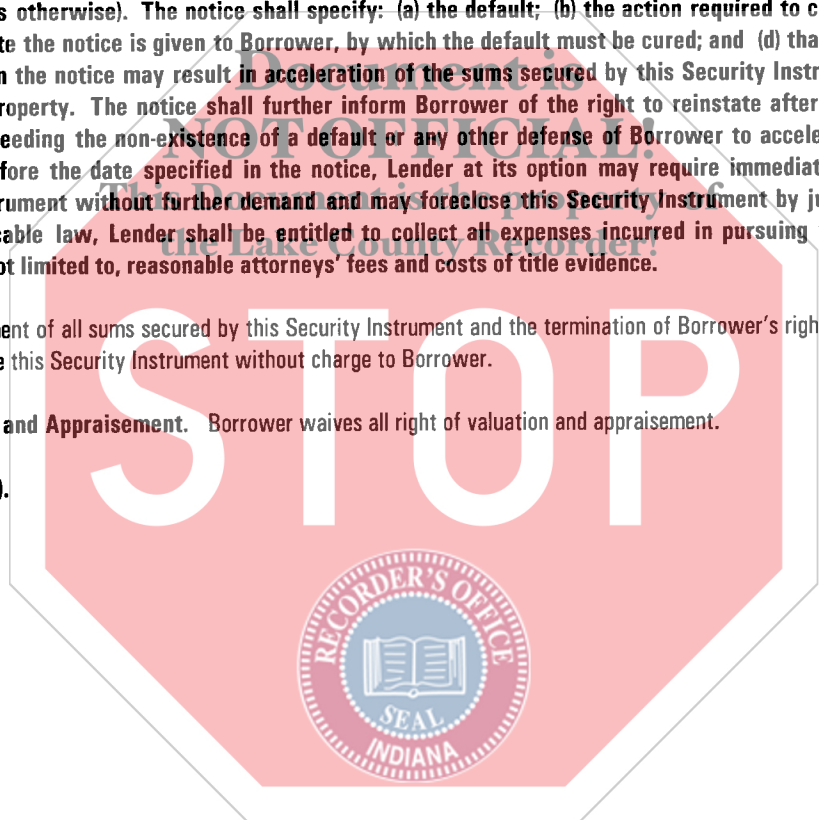 s otherwise). The notice shall specify: (a) the default; (b) the action required to c
te the notice is given to Borrower, by which the default must be cured; and (d) tha
n the notice may result in acceleration of the sums secured by this Security Instr
roperty. The notice shall further inform Borrower of the right to reinstate after
eeding the non-existence of a default or any other defense of Borrower to accele
fore the date specified in the notice, Lender at its option may require immediat
rument without further demand and may foreclose this Security Instrument by ju
able law, Lender shall be entitled to collect all expenses incurred in pursuing
ot limited to, reasonable attorneys' fees and costs of title evidence.
Document is
NOT OFFICIAL!
This Document is the property of
the Lake County Recorder!
ent of all sums secured by this Security Instrument and the termination of Borrower's righ
e this Security Instrument without charge to Borrower.
STOP
and Appraisement. Borrower waives all right of valuation and appraisement.
).
RECORDER'S OFFICE
SEAL
INDIANA